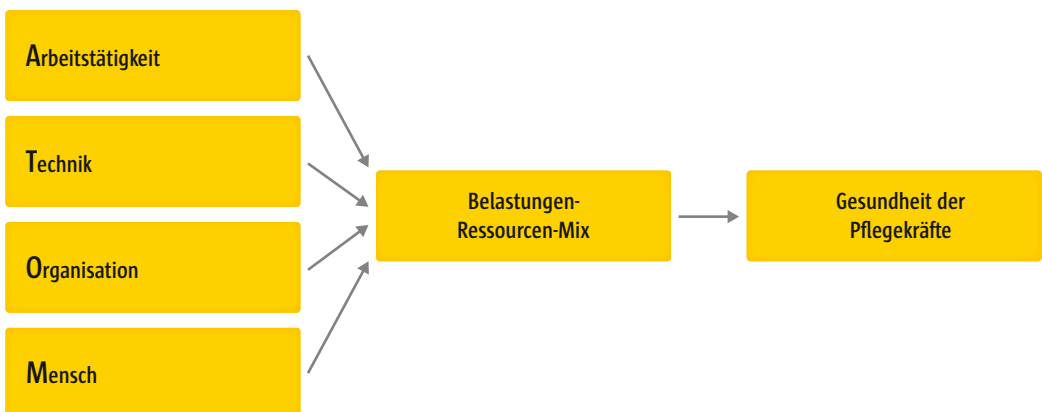 Arbeitstätigkeit
Technik
Organisation
Mensch
Belastungen-
Ressourcen-Mix
Gesundheit der
Pflegekräfte